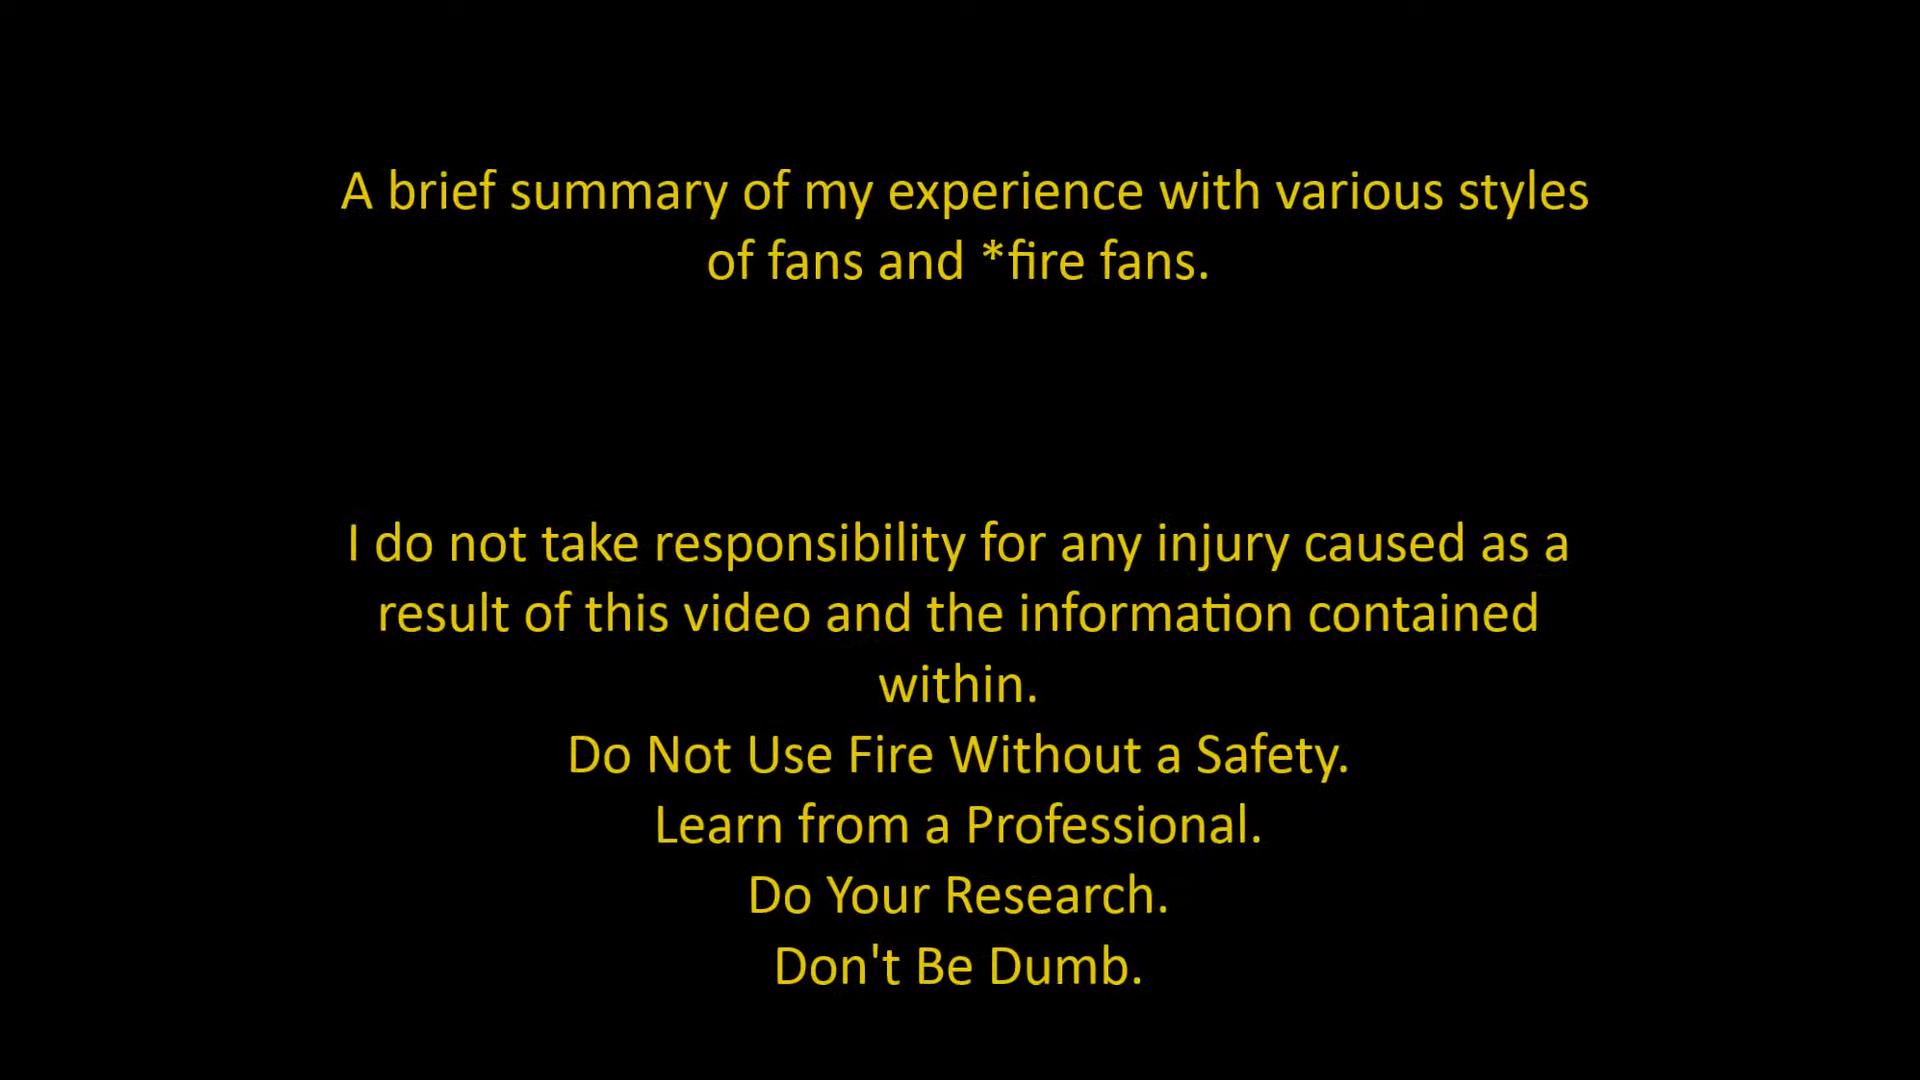 A brief summary of my experience with various styles
of fans and *fire fans.
I do not take responsibility for any injury caused as a
result of this video and the information contained
within.
Do Not Use Fire Without a Safety.
Learn from a Professional.
Do Your Research.
Don't Be Dumb.